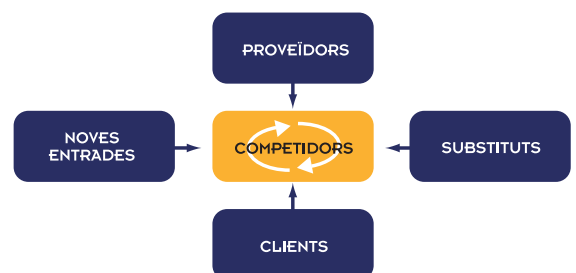 PROVEÏDORS
NOVES
ENTRADES
COMPETIDORS
SUBSTITUTS
CLIENTS